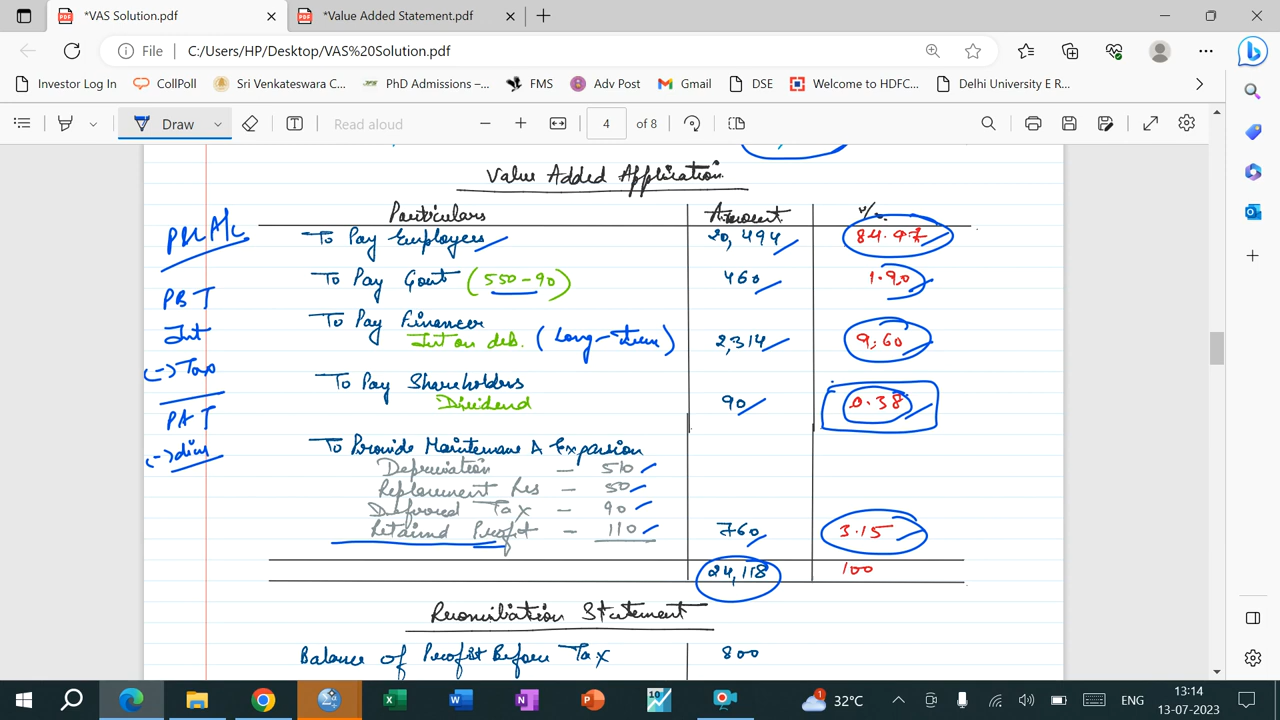 *VAS Solution.pdf
*Value Added Statement.pdf
File
C:/Users/HP/Desktop/VAS%20Solution.pdf
Investor Log In
CollPoll
Sri Venkateswara C...
PhD Admissions –...
FMS
Adv Post
Gmail
DSE
Welcome to HDFC...
Delhi University E R...
Draw
Read aloud
4 of 8
Value Added Application
Particulars Amount %
To Pay Employees 20,494 84.97
To Pay Govt (550-90) 460 1.90
To Pay Financer
Int on deb. (Long-Term) 2,314 9.60
To Pay Shareholders
Dividend 90 0.38
To Provide Maintenance & Expansion
Depreciation – 510
Replacement Res – 50
Deferred Tax – 90
Retained Profit – 110 760 3.15
24,118 100
P&L A/c
PBT
Int
(-) Tax
PAT
(-) div
Reconciliation Statement
Balance of Profit Before Tax 800
10
1
32°C
ENG
13:14
13-07-2023